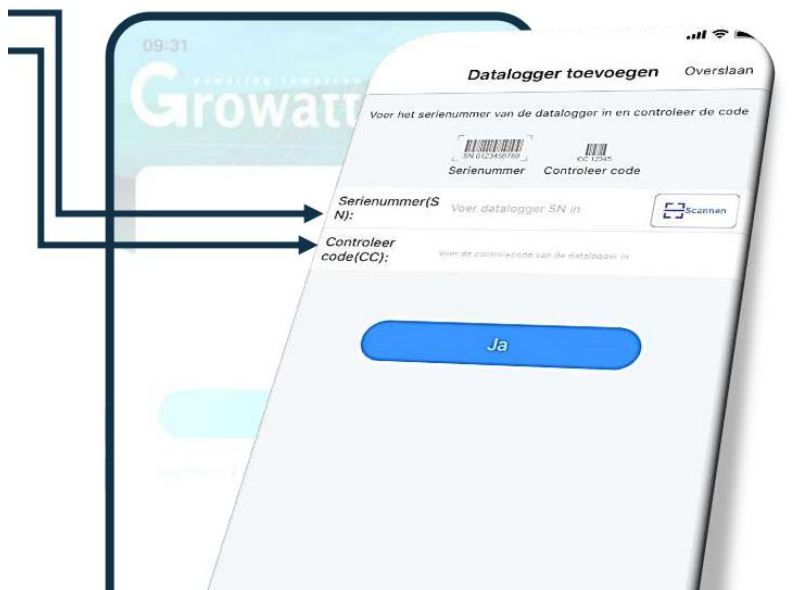 09:31
powering tomorrow
Growatt
Datalogger toevoegen
Overslaan
Voer het serienummer van de datalogger in en controleer de code
SN 0123456789
CC 12345
Serienummer
Controleer code
Serienummer(S
N):
Voer datalogger SN in
Scannen
Controleer
code(CC):
Voer de controlecode van de datalogger in
Ja